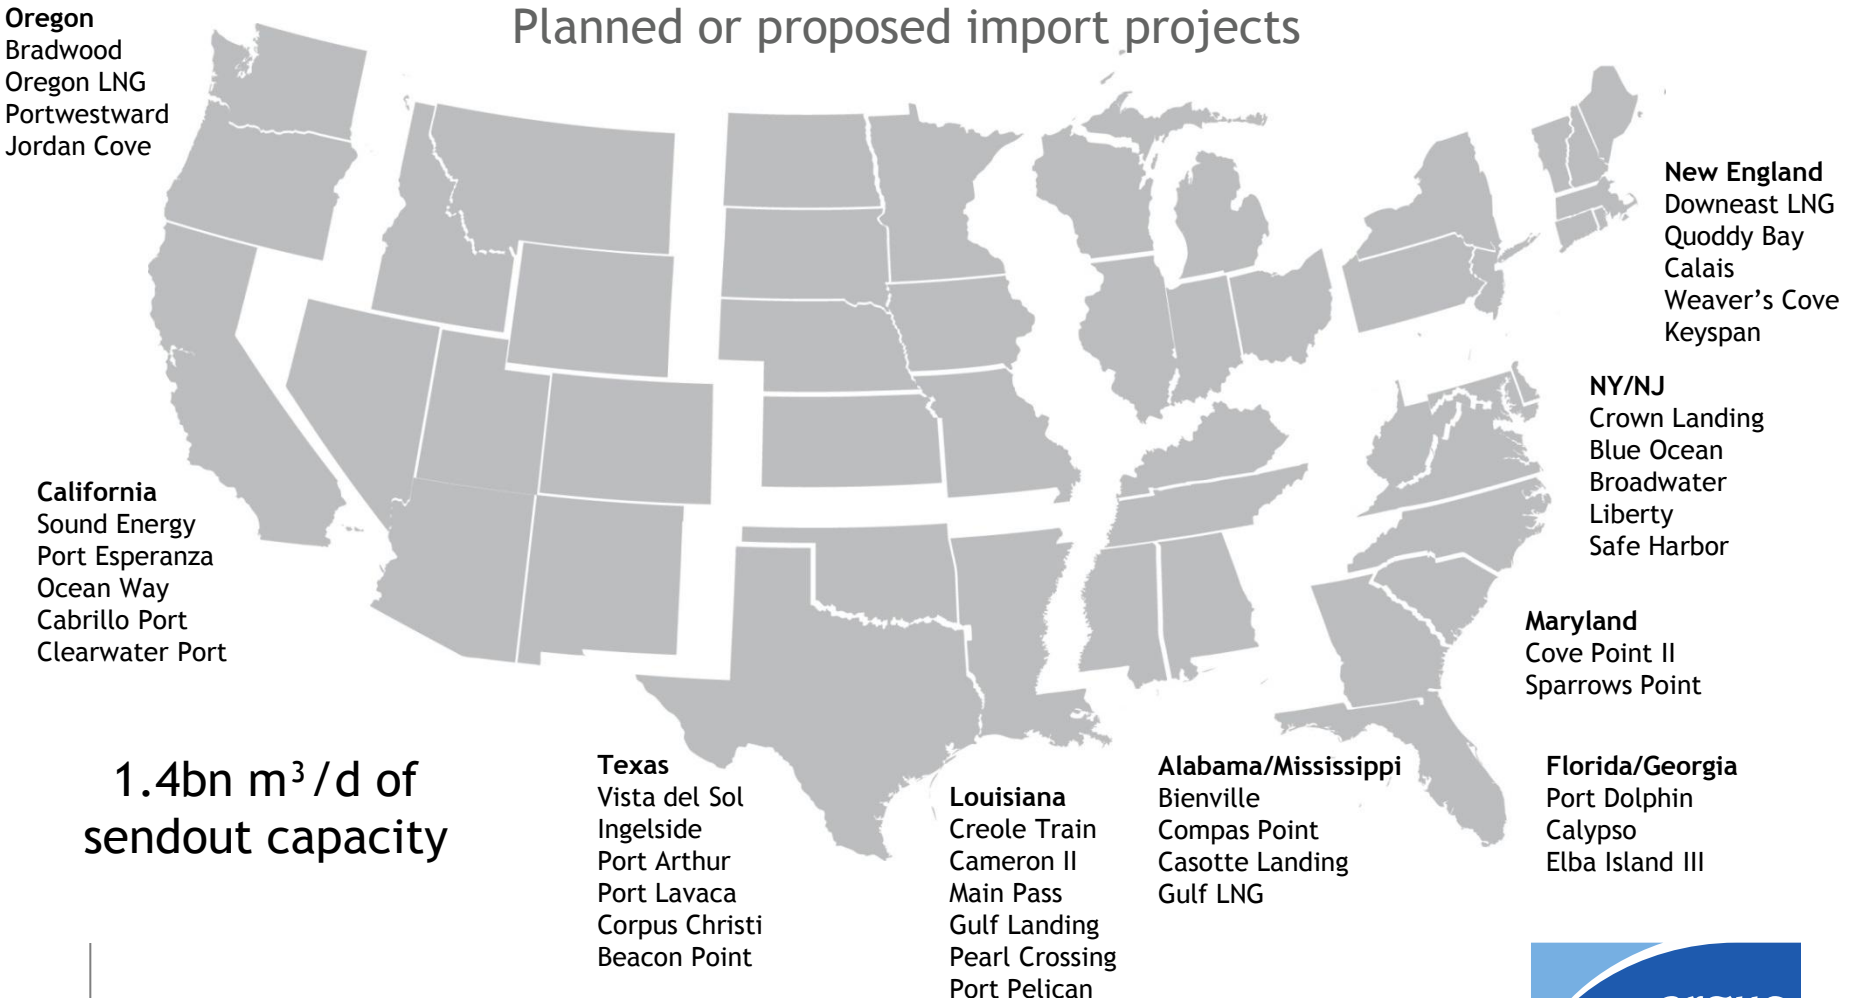 Planned or proposed import projects
Oregon
Bradwood
Oregon LNG
Portwestward
Jordan Cove
New England
Downeast LNG
Quoddy Bay
Calais
Weaver’s Cove
Keyspan
NY/NJ
Crown Landing
Blue Ocean
Broadwater
Liberty
Safe Harbor
California
Sound Energy
Port Esperanza
Ocean Way
Cabrillo Port
Clearwater Port
Maryland
Cove Point II
Sparrows Point
1.4bn m³/d of
sendout capacity
Texas
Vista del Sol
Ingelside
Port Arthur
Port Lavaca
Corpus Christi
Beacon Point
Louisiana
Creole Train
Cameron II
Main Pass
Gulf Landing
Pearl Crossing
Port Pelican
Alabama/Mississippi
Bienville
Compas Point
Casotte Landing
Gulf LNG
Florida/Georgia
Port Dolphin
Calypso
Elba Island III